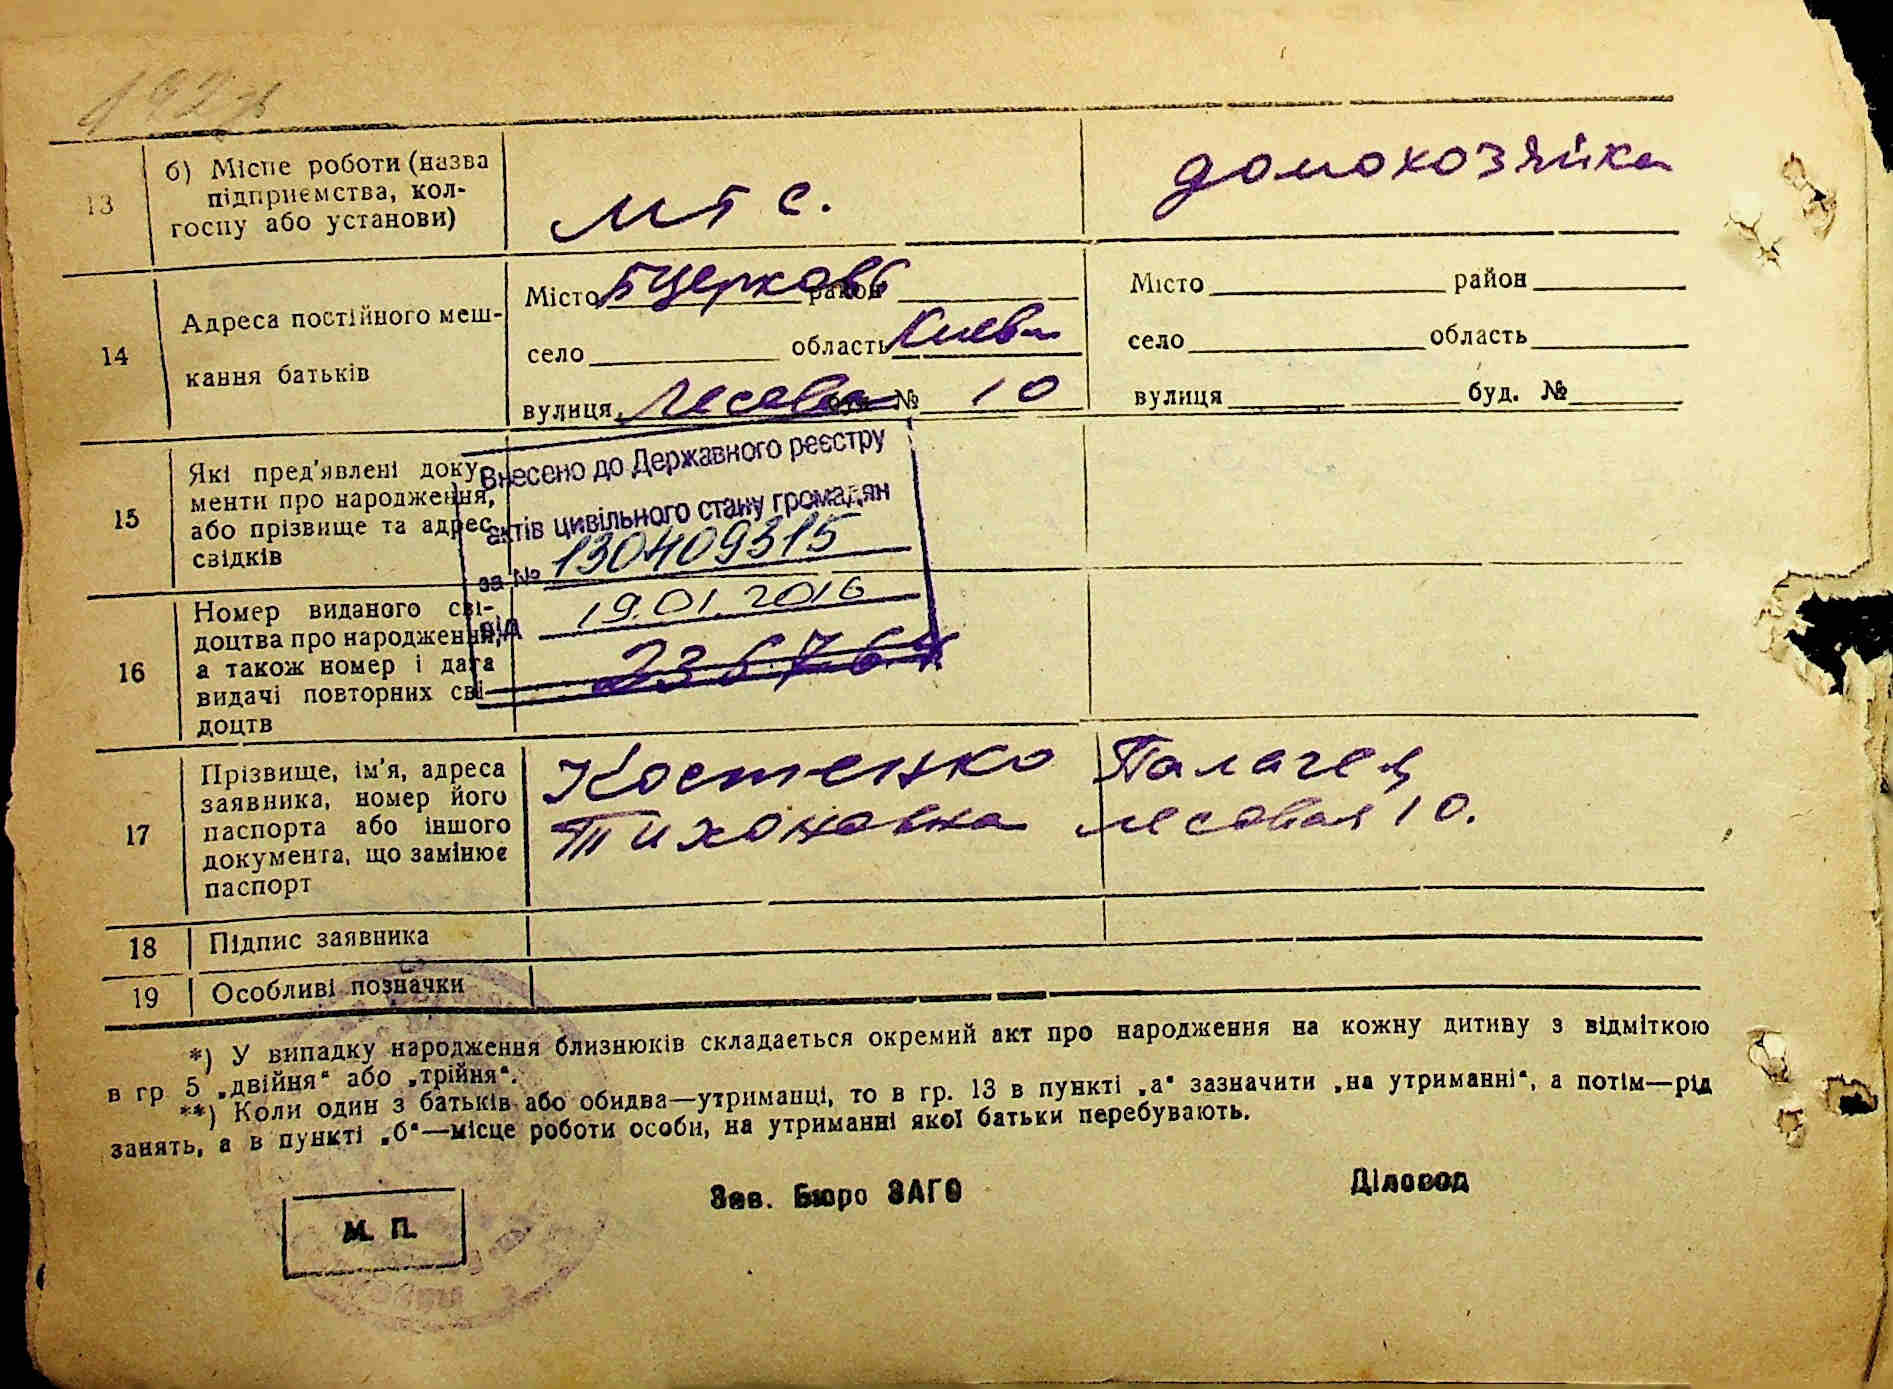 13 б) Місце роботи (назва
підприємства, кол-
госпу або установи)
МТС.
домохозяйка
14 Адреса постійного меш-
кання батьків
Місто БЦерковь район
село область Киевa
вулиця Лесева буд. № 10
Місто район
село область
вулиця буд. №
15 Які пред'явлені доку-
менти про народження,
або прізвище та адрес
свідків
Внесено до Державного реєстру
актів цивільного стану громадян
за № 130409315
від 19.01.2016
16 Номер виданого сві-
доцтва про народження,
а також номер і дата
видачі повторних сві-
доцтв
17 Прізвище, ім'я, адреса
заявника, номер його
паспорта або іншого
документа, що замінює
паспорт
Костенко Палагея
Тихоновна лесовая 10.
18 Підпис заявника
19 Особливі позначки
*) У випадку народження близнюків складається окремий акт про народження на кожну дитину з відміткою
в гр 5 „двійня“ або „трійня“.
**) Коли один з батьків або обидва—утриманці, то в гр. 13 в пункті „а“ зазначити „на утриманні“, а потім—рід
занять, а в пункті „б“—місце роботи особи, на утриманні якої батьки перебувають.
Зав. Бюро ЗАГС
Діловод
М. П.